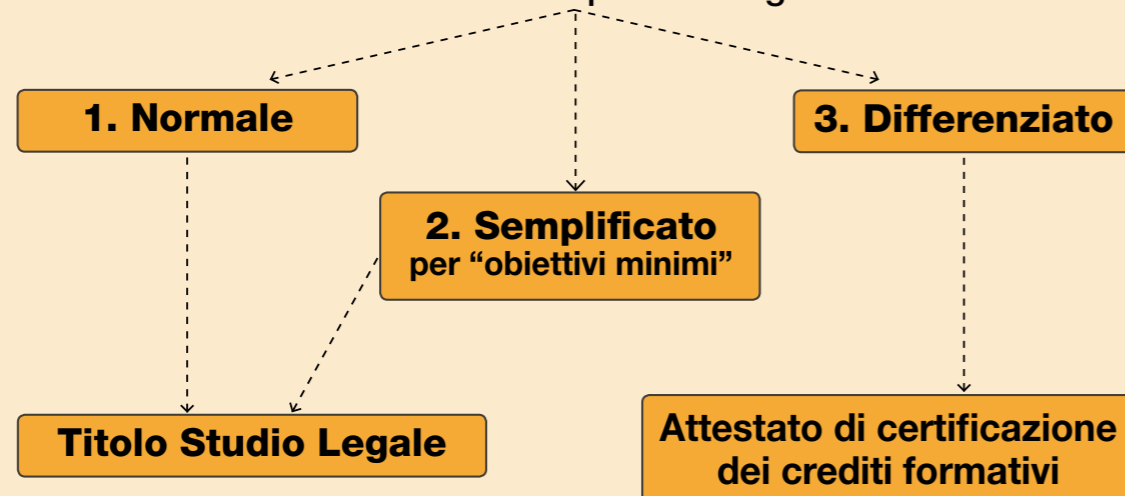 1. Normale
3. Differenziato
2. Semplificato
per “obiettivi minimi”
Titolo Studio Legale
Attestato di certificazione
dei crediti formativi